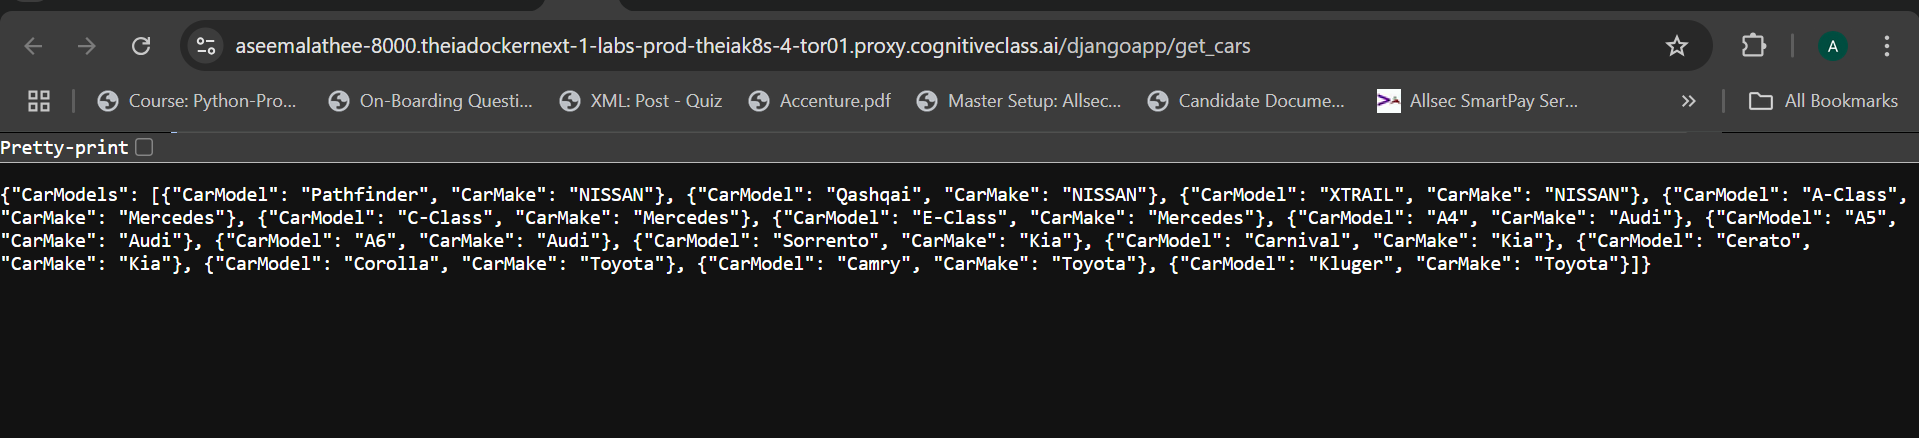 aseemalathee-8000.theiadockernext-1-labs-prod-theiak8s-4-tor01.proxy.cognitiveclass.ai/djangoapp/get_cars
A
Course: Python-Pro...
On-Boarding Questi...
XML: Post - Quiz
Accenture.pdf
Master Setup: Allsec...
Candidate Docume...
Allsec SmartPay Ser...
»
All Bookmarks
Pretty-print
{"CarModels": [{"CarModel": "Pathfinder", "CarMake": "NISSAN"}, {"CarModel": "Qashqai", "CarMake": "NISSAN"}, {"CarModel": "XTRAIL", "CarMake": "NISSAN"}, {"CarModel": "A-Class",
"CarMake": "Mercedes"}, {"CarModel": "C-Class", "CarMake": "Mercedes"}, {"CarModel": "E-Class", "CarMake": "Mercedes"}, {"CarModel": "A4", "CarMake": "Audi"}, {"CarModel": "A5",
"CarMake": "Audi"}, {"CarModel": "A6", "CarMake": "Audi"}, {"CarModel": "Sorrento", "CarMake": "Kia"}, {"CarModel": "Carnival", "CarMake": "Kia"}, {"CarModel": "Cerato",
"CarMake": "Kia"}, {"CarModel": "Corolla", "CarMake": "Toyota"}, {"CarModel": "Camry", "CarMake": "Toyota"}, {"CarModel": "Kluger", "CarMake": "Toyota"}]}